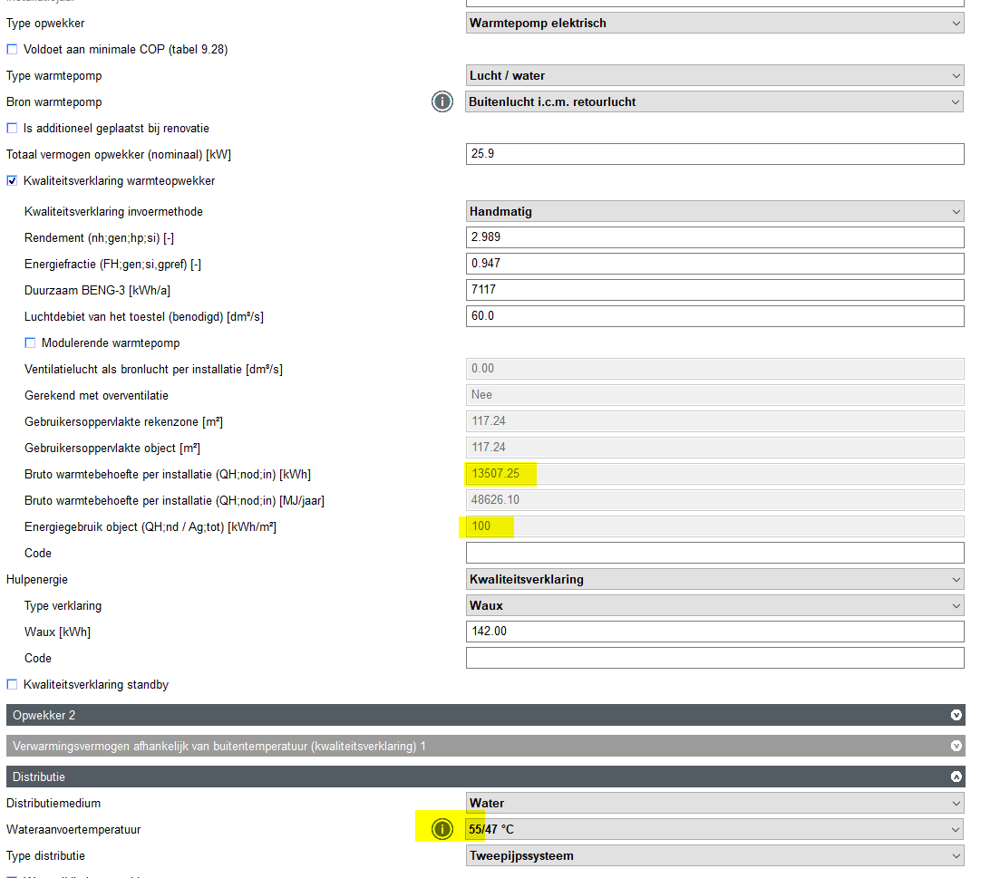 Type opwekker Warmtepomp elektrisch
Voldoet aan minimale COP (tabel 9.28)
Type warmtepomp Lucht / water
Bron warmtepomp i Buitenlucht i.c.m. retourlucht
Is additioneel geplaatst bij renovatie
Totaal vermogen opwekker (nominaal) [kW] 25.9
Kwaliteitsverklaring warmteopwekker
Kwaliteitsverklaring invoermethode Handmatig
Rendement (nh;gen;hp;si) [-] 2.989
Energiefractie (FH;gen;si,gpref) [-] 0.947
Duurzaam BENG-3 [kWh/a] 7117
Luchtdebiet van het toestel (benodigd) [dm³/s] 60.0
Modulerende warmtepomp
Ventilatielucht als bronlucht per installatie [dm³/s] 0.00
Gerekend met overventilatie Nee
Gebruikersoppervlakte rekenzone [m²] 117.24
Gebruikersoppervlakte object [m²] 117.24
Bruto warmtebehoefte per installatie (QH;nod;in) [kWh] 13507.25
Bruto warmtebehoefte per installatie (QH;nod;in) [MJ/jaar] 48626.10
Energiegebruik object (QH;nd / Ag;tot) [kWh/m²] 100
Code
Hulpenergie Kwaliteitsverklaring
Type verklaring Waux
Waux [kWh] 142.00
Code
Kwaliteitsverklaring standby
Opwekker 2
Verwarmingsvermogen afhankelijk van buitentemperatuur (kwaliteitsverklaring) 1
Distributie
Distributiemedium Water
Wateraanvoertemperatuur i 55/47 °C
Type distributie Tweepijpssysteem